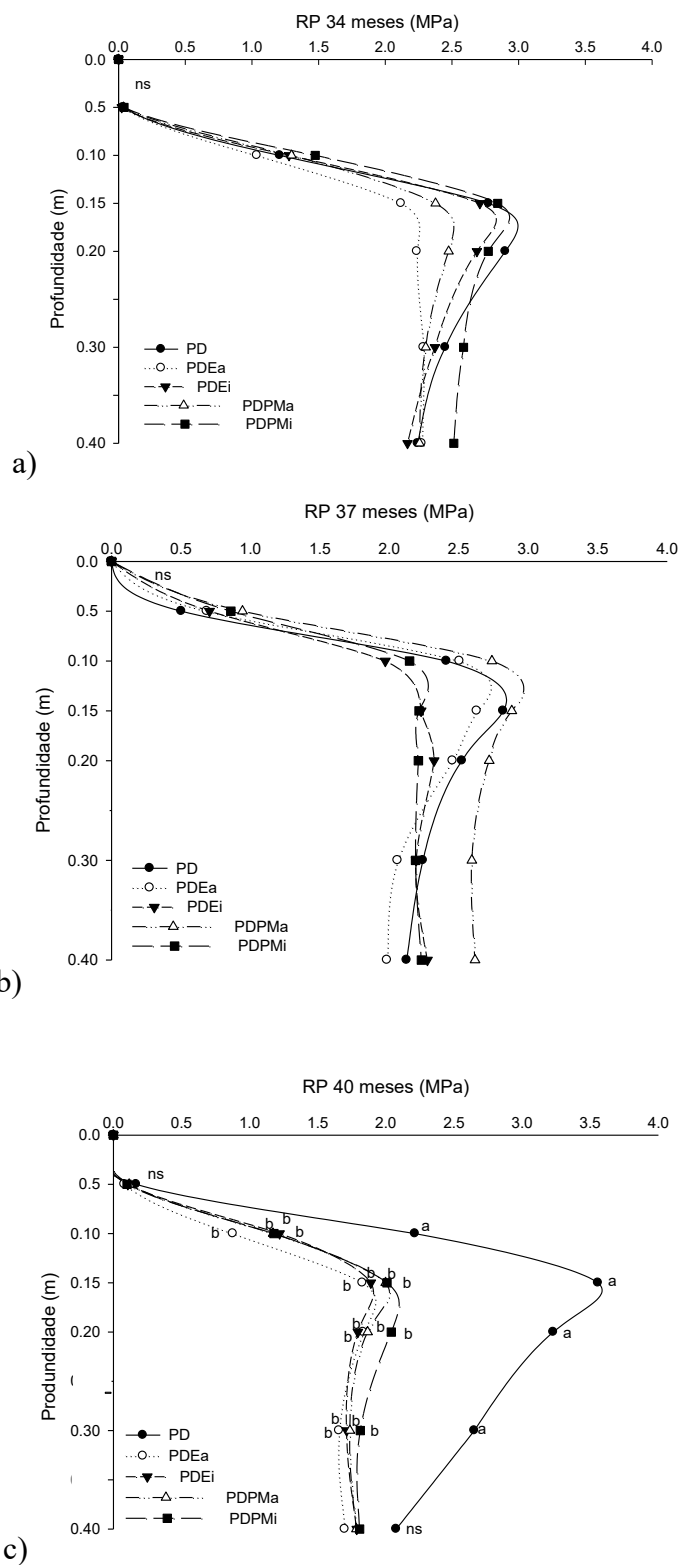 RP 34 meses (MPa)
0.0 0.5 1.0 1.5 2.0 2.5 3.0 3.5 4.0
0.0
ns
0.5
0.10
0.15
0.20
0.30
0.40
Profundidade (m)
PD
PDEa
PDEi
PDPMa
PDPMi
a)
RP 37 meses (MPa)
0.0 0.5 1.0 1.5 2.0 2.5 3.0 3.5 4.0
0.0
ns
0.5
0.10
0.15
0.20
0.30
0.40
Profundidade (m)
PD
PDEa
PDEi
PDPMa
PDPMi
b)
RP 40 meses (MPa)
0.0 0.5 1.0 1.5 2.0 2.5 3.0 3.5 4.0
0.0
0.5 ns
b
b a
0.10 b b
b b
0.15 b b a
b b
0.20 b b a
b b
0.30 b b a
0.40 ns
Produndidade (m)
PD
PDEa
PDEi
PDPMa
PDPMi
c)